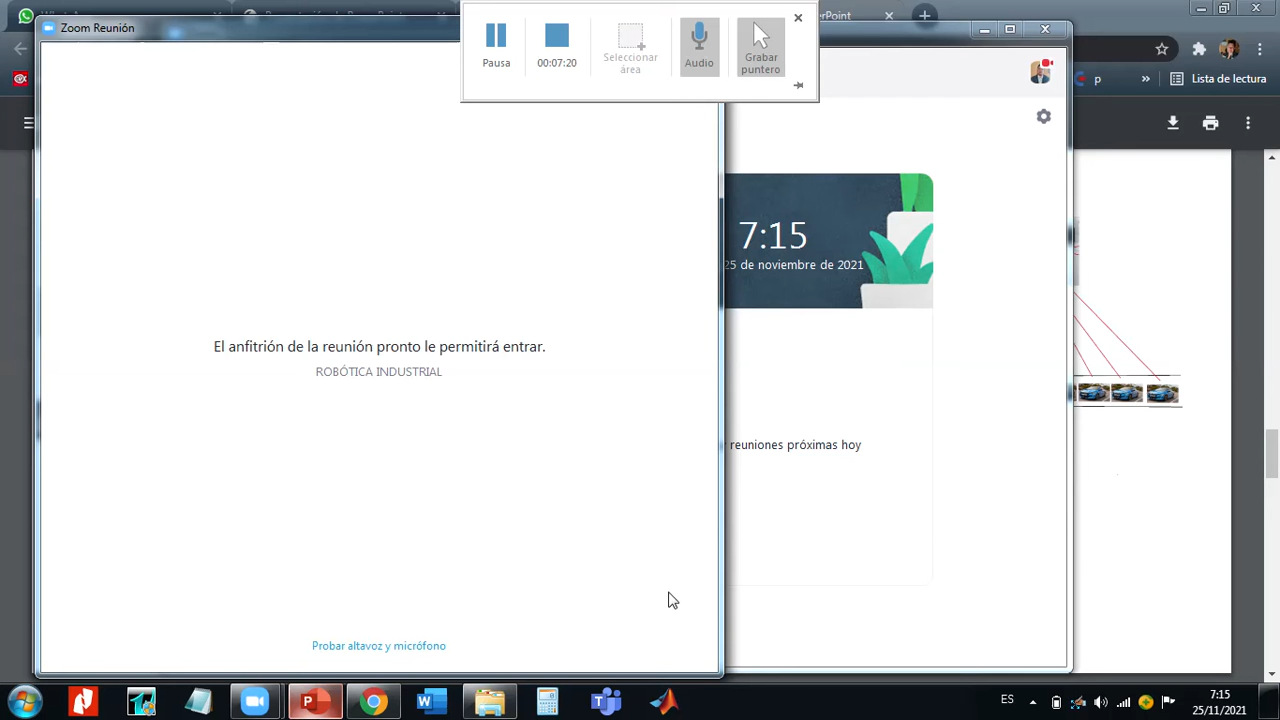 Zoom Reunión
Pausa
00:07:20
Seleccionar
área
Audio
Grabar
puntero
Lista de lectura
p
»
7:15
25 de noviembre de 2021
El anfitrión de la reunión pronto le permitirá entrar.
ROBÓTICA INDUSTRIAL
reuniones próximas hoy
Probar altavoz y micrófono
ES
7:15
25/11/2021